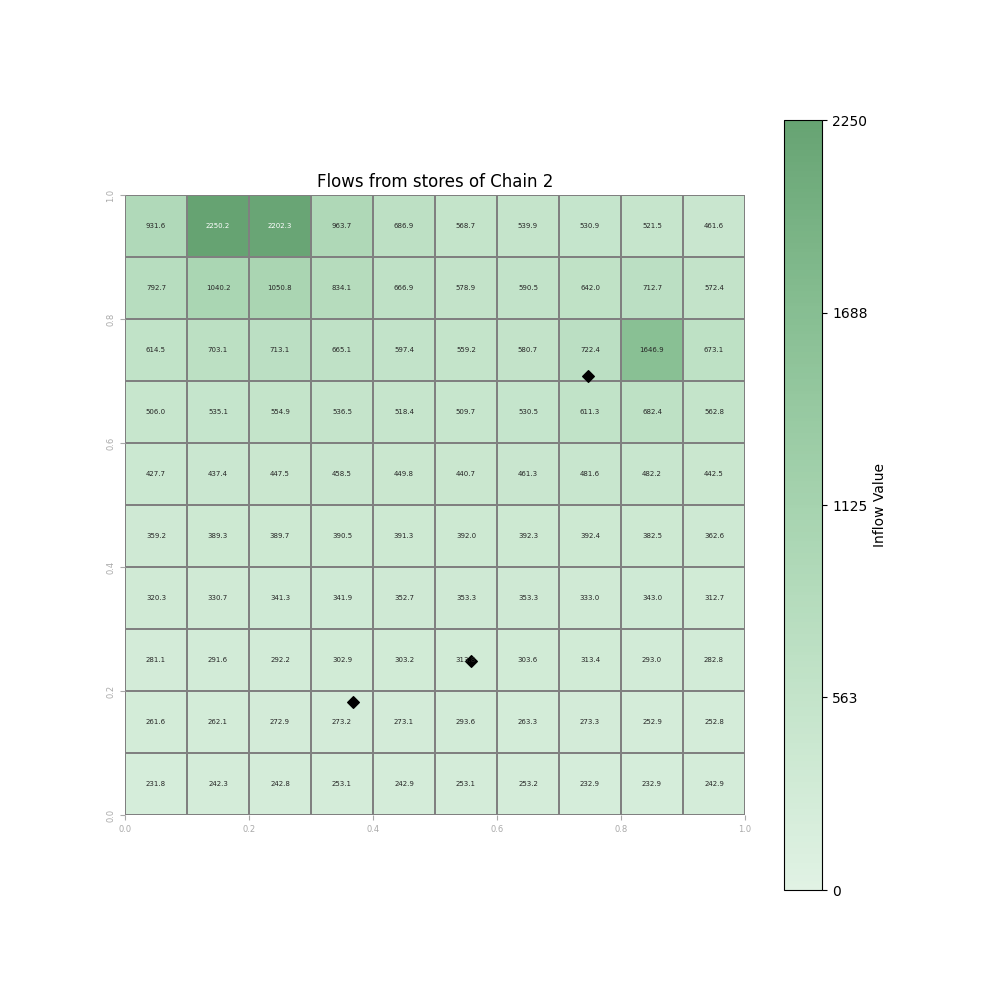 Flows from stores of Chain 2
1.0 931.6 2250.2 2202.3 963.7 686.9 568.7 539.9 530.9 521.5 461.6
792.7 1040.2 1050.8 834.1 666.9 578.9 590.5 642.0 712.7 572.4
0.8
614.5 703.1 713.1 665.1 597.4 559.2 580.7 722.4 1646.9 673.1
506.0 535.1 554.9 536.5 518.4 509.7 530.5 611.3 682.4 562.8
0.6
427.7 437.4 447.5 458.5 449.8 440.7 461.3 481.6 482.2 442.5
359.2 389.3 389.7 390.5 391.3 392.0 392.3 392.4 382.5 362.6
0.4
320.3 330.7 341.3 341.9 352.7 353.3 353.3 333.0 343.0 312.7
281.1 291.6 292.2 302.9 303.2 303.6 313.4 293.0 282.8
0.2
261.6 262.1 272.9 273.2 273.1 293.6 263.3 273.3 252.9 252.8
231.8 242.3 242.8 253.1 242.9 253.1 253.2 232.9 232.9 242.9
0.0
0.0 0.2 0.4 0.6 0.8 1.0
2250
1688
1125
563
0
Inflow Value